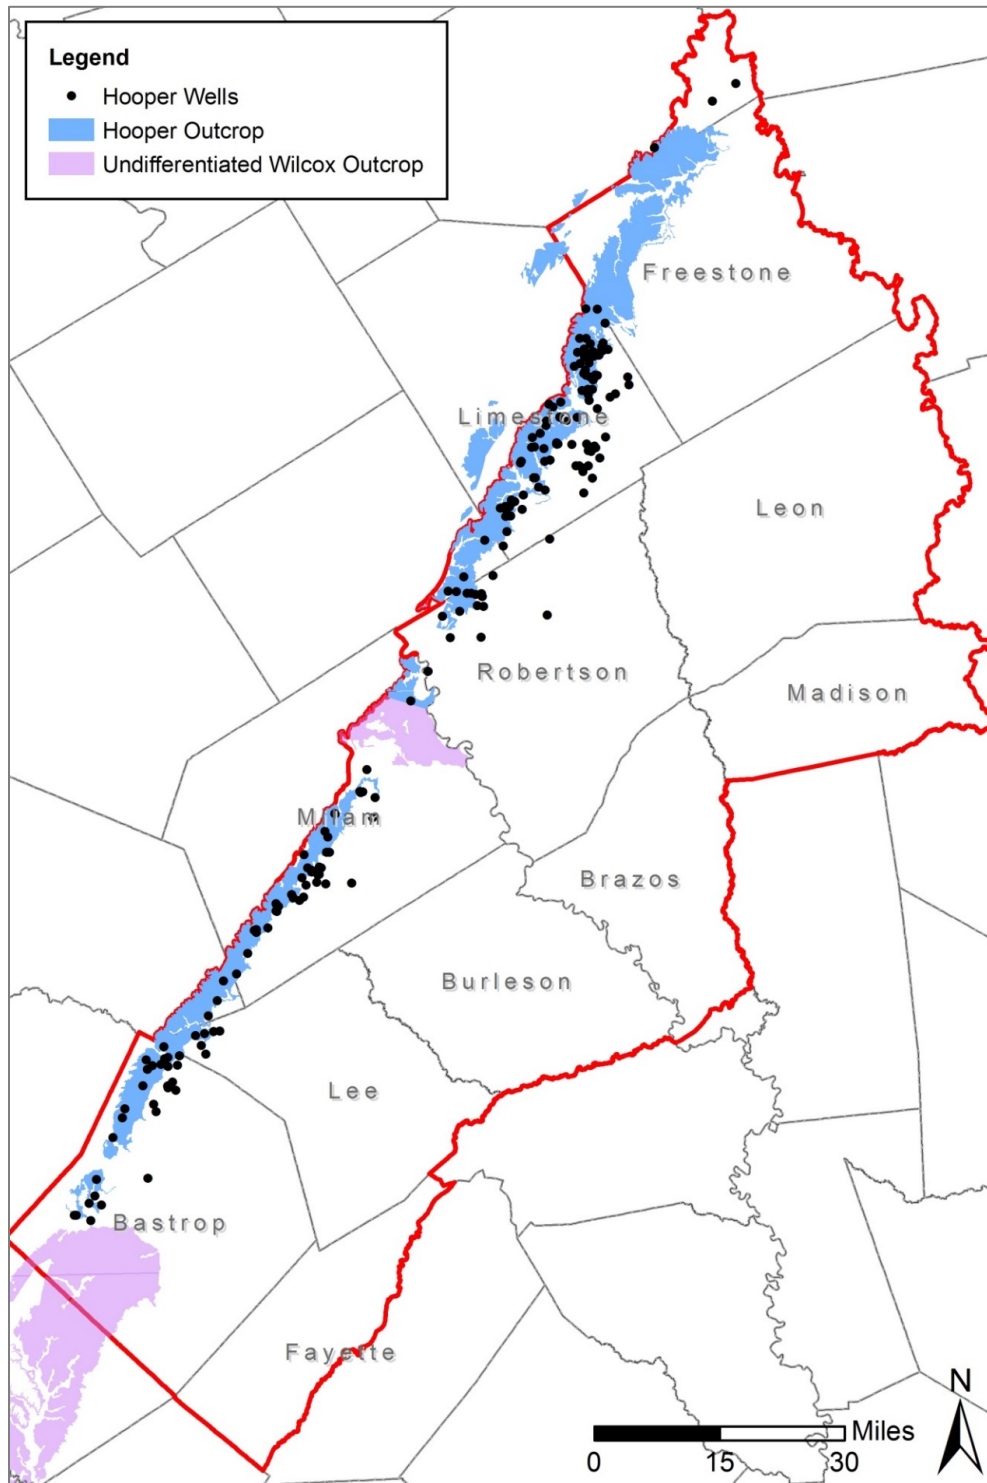 Legend
Hooper Wells
Hooper Outcrop
Undifferentiated Wilcox Outcrop
Freestone
Limestone
Leon
Robertson
Madison
Milam
Brazos
Burleson
Lee
Bastrop
Fayette
N
Miles
0 15 30